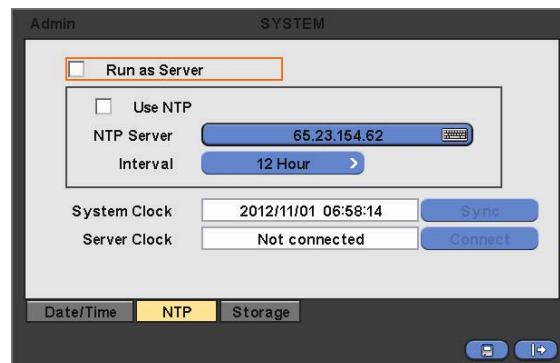 Admin SYSTEM
Run as Server
Use NTP
NTP Server 65.23.154.62
Interval 12 Hour >
System Clock 2012/11/01 06:58:14 Sync
Server Clock Not connected Connect
Date/Time NTP Storage